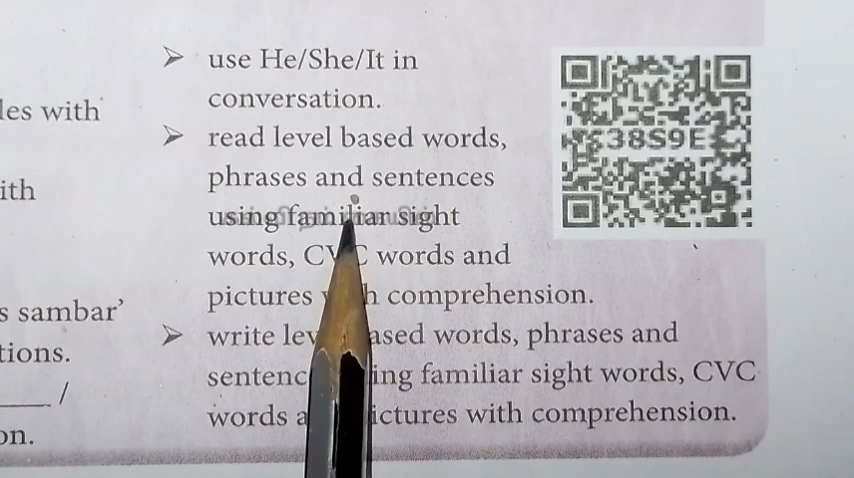 use He/She/It in
conversation.
les with
read level based words,
38S9E
phrases and sentences
ith
using familiar sight
words, CVC words and
pictures h comprehension.
s sambar'
write lev ased words, phrases and
tions.
sentenc ing familiar sight words, CVC
____ /
words a ictures with comprehension.
on.